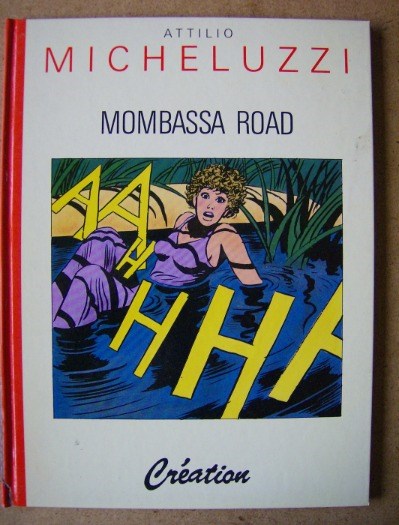 ATTILIO
MICHELUZZI
MOMBASSA ROAD
AAHHHH
Création